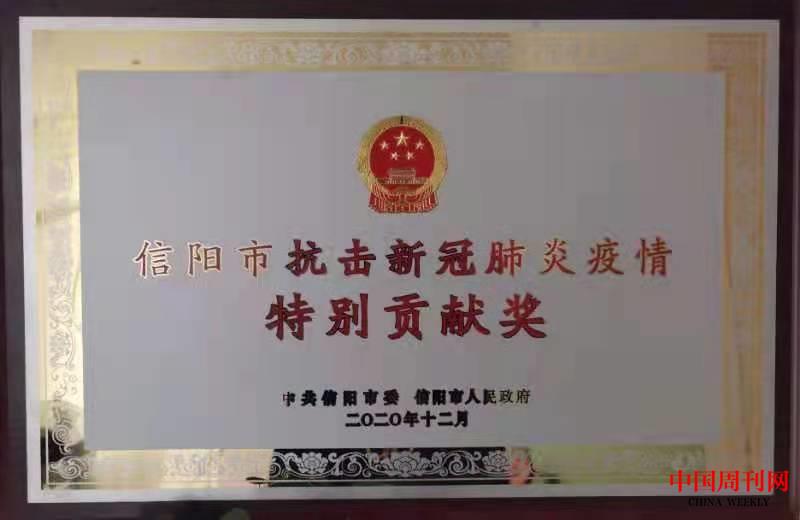 信阳市抗击新冠肺炎疫情
特别贡献奖
中共信阳市委 信阳市人民政府
二〇二〇年十二月
中国周刊网
CHINA WEEKLY